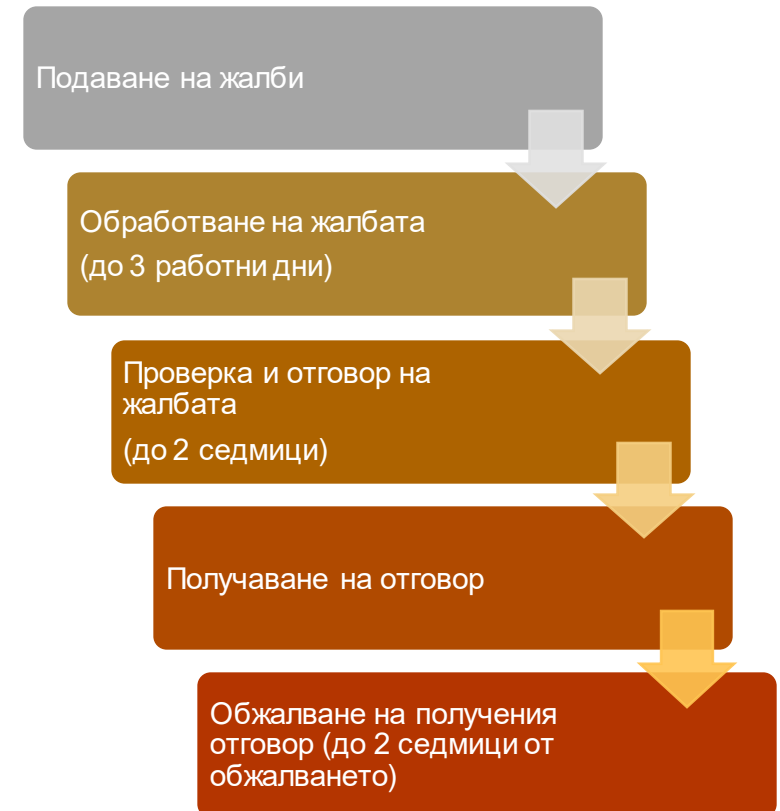 Подаване на жалби
Обработване на жалбата
(до 3 работни дни)
Проверка и отговор на
жалбата
(до 2 седмици)
Получаване на отговор
Обжалване на получения
отговор (до 2 седмици от
обжалването)